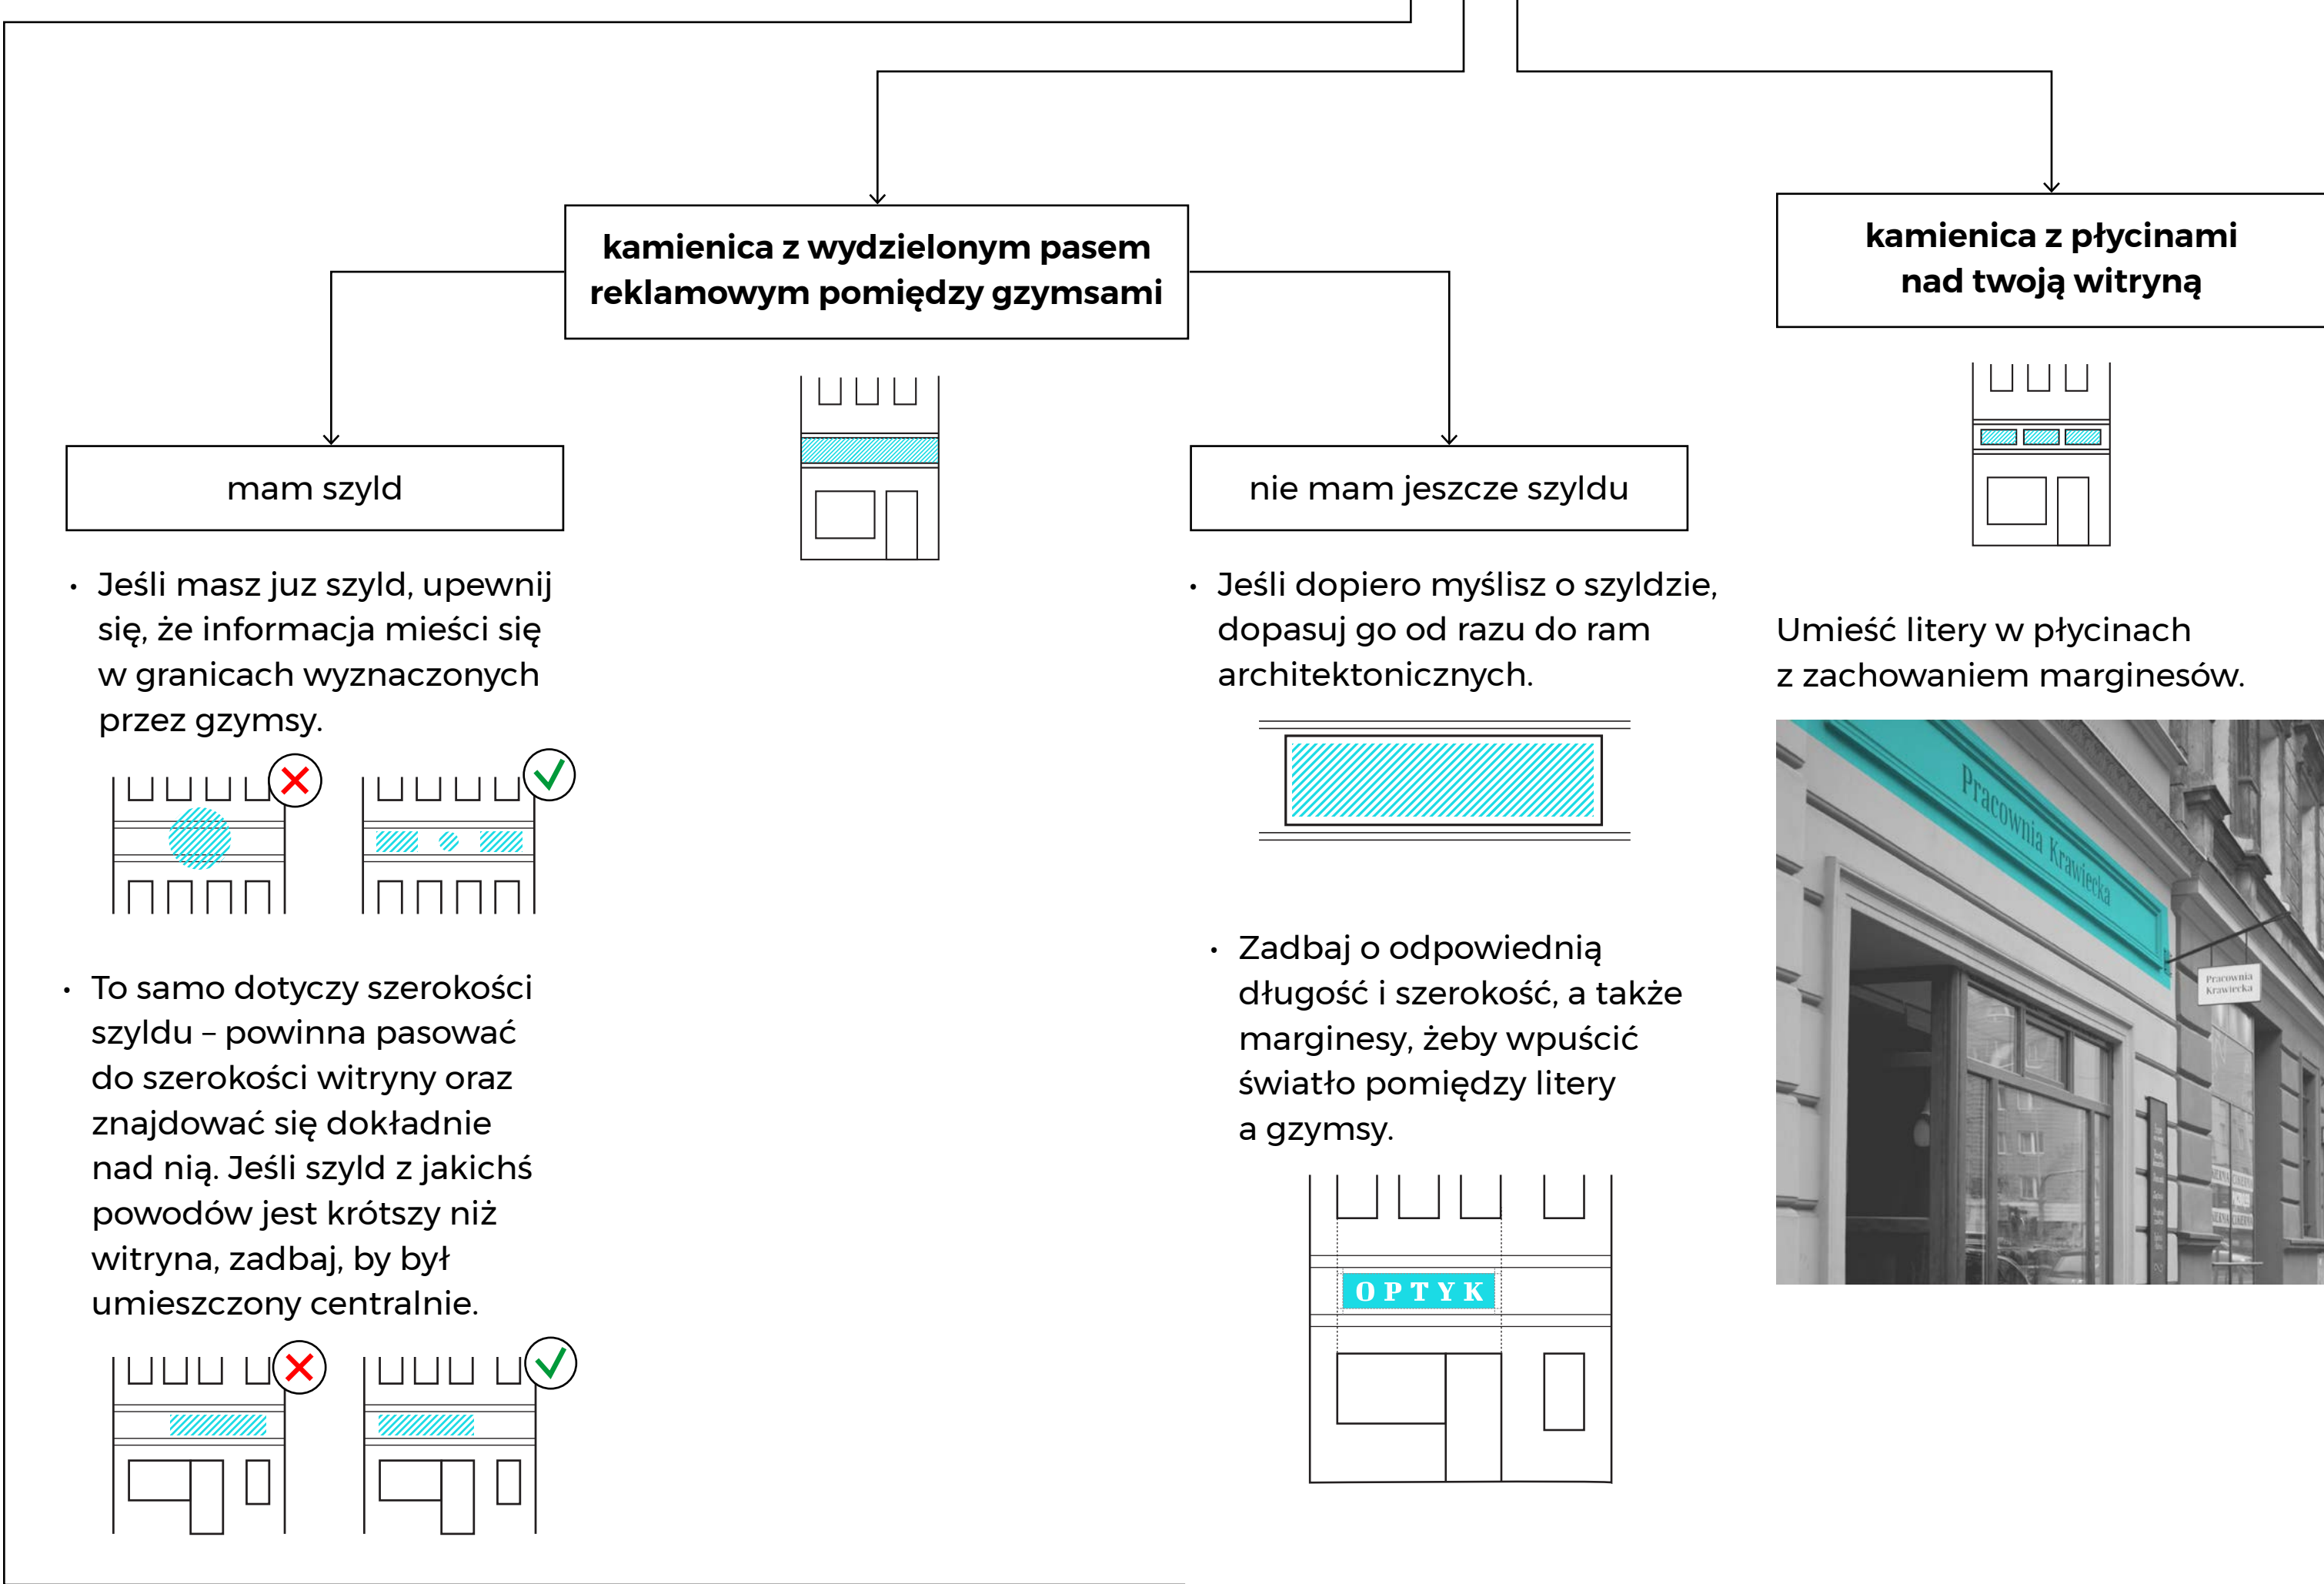 kamienica z wydzielonym pasem
reklamowym pomiędzy gzymsami
mam szyld
• Jeśli masz juz szyld, upewnij
się, że informacja mieści się
w granicach wyznaczonych
przez gzymsy.
• To samo dotyczy szerokości
szyldu – powinna pasować
do szerokości witryny oraz
znajdować się dokładnie
nad nią. Jeśli szyld z jakichś
powodów jest krótszy niż
witryna, zadbaj, by był
umieszczony centralnie.
nie mam jeszcze szyldu
• Jeśli dopiero myślisz o szyldzie,
dopasuj go od razu do ram
architektonicznych.
• Zadbaj o odpowiednią
długość i szerokość, a także
marginesy, żeby wpuścić
światło pomiędzy litery
a gzymsy.
OPTYK
kamienica z płycinami
nad twoją witryną
Umieść litery w płycinach
z zachowaniem marginesów.
Pracownia Krawiecka
Pracownia
Krawiecka